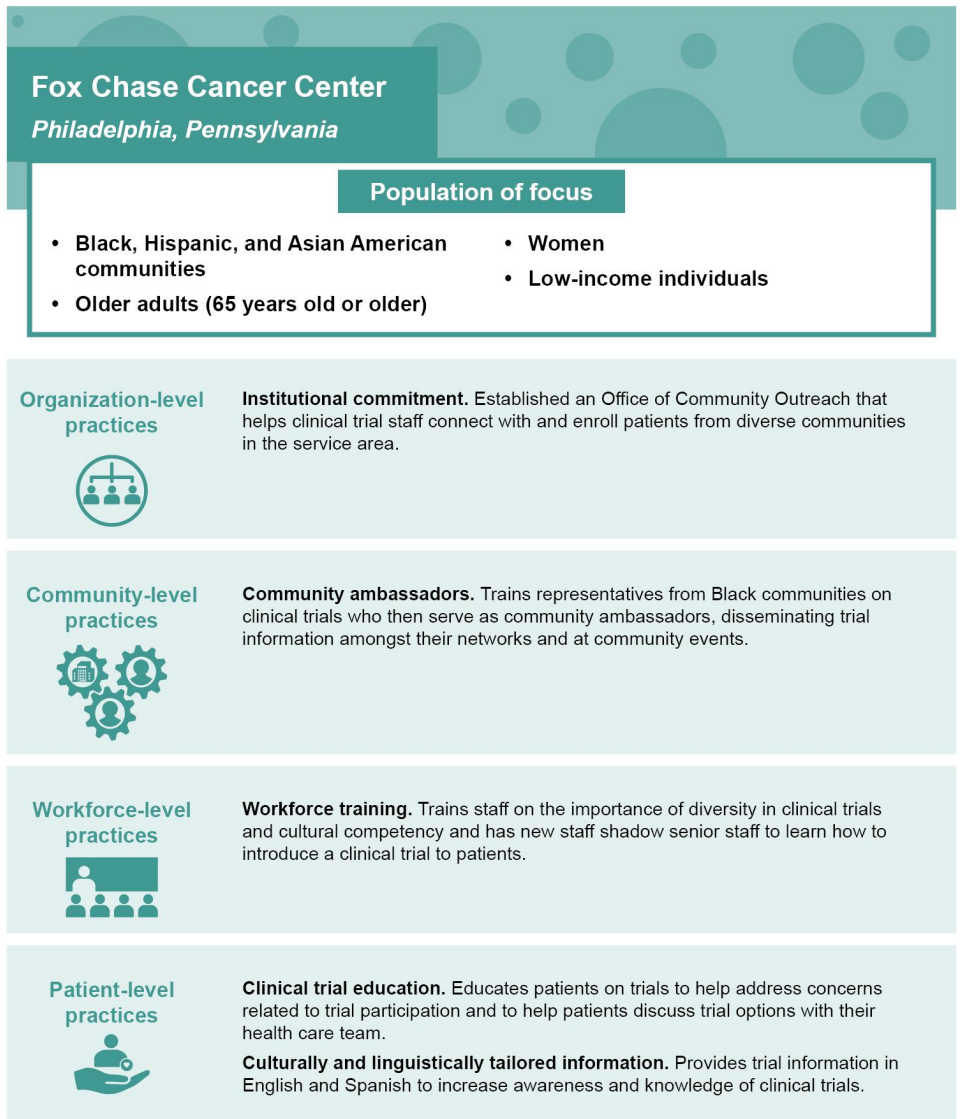 Fox Chase Cancer Center
Philadelphia, Pennsylvania
Population of focus
• Black, Hispanic, and Asian American
communities
• Older adults (65 years old or older)
• Women
• Low-income individuals
Organization-level
practices
Institutional commitment. Established an Office of Community Outreach that
helps clinical trial staff connect with and enroll patients from diverse communities
in the service area.
Community-level
practices
Community ambassadors. Trains representatives from Black communities on
clinical trials who then serve as community ambassadors, disseminating trial
information amongst their networks and at community events.
Workforce-level
practices
Workforce training. Trains staff on the importance of diversity in clinical trials
and cultural competency and has new staff shadow senior staff to learn how to
introduce a clinical trial to patients.
Patient-level
practices
Clinical trial education. Educates patients on trials to help address concerns
related to trial participation and to help patients discuss trial options with their
health care team.
Culturally and linguistically tailored information. Provides trial information in
English and Spanish to increase awareness and knowledge of clinical trials.